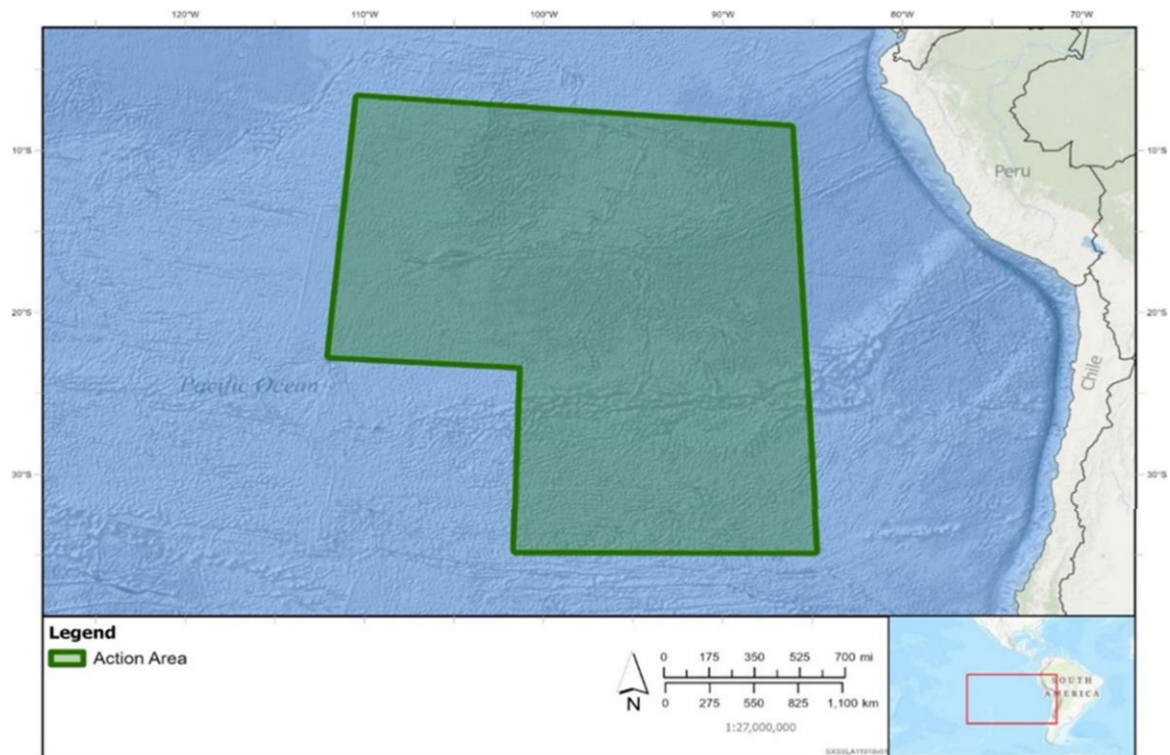 120°W 110°W 100°W 90°W 80°W 70°W
10°S 10°S
Peru
20°S 20°S
Pacific Ocean
Chile
30°S 30°S
Legend
Action Area
0 175 350 525 700 mi
0 275 550 825 1,100 km
N
1:27,000,000
SOUTH
AMERICA